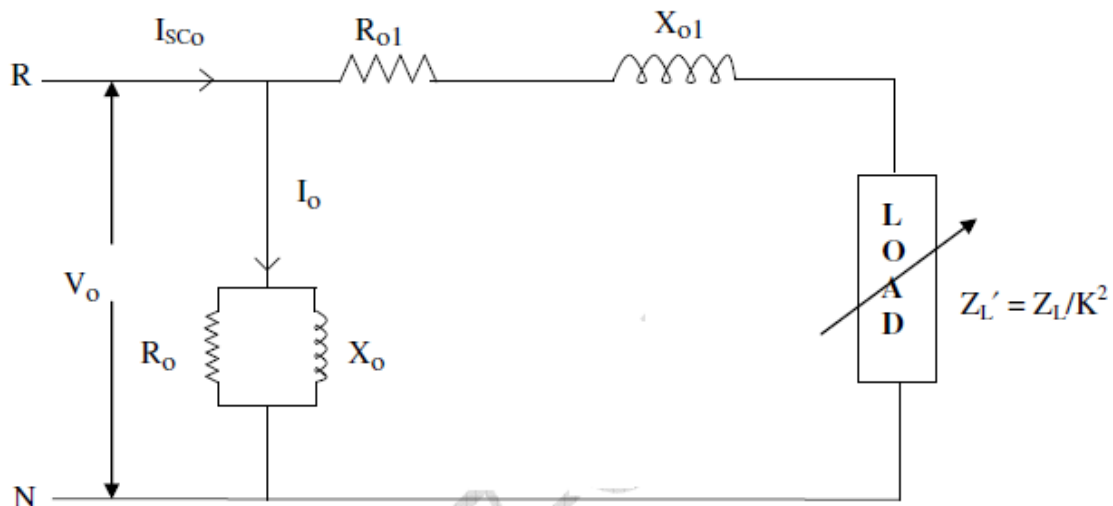 I_SCo
R_o1
X_o1
R
I_o
V_o
R_o
X_o
L
O
A
D
Z_L′ = Z_L/K²
N